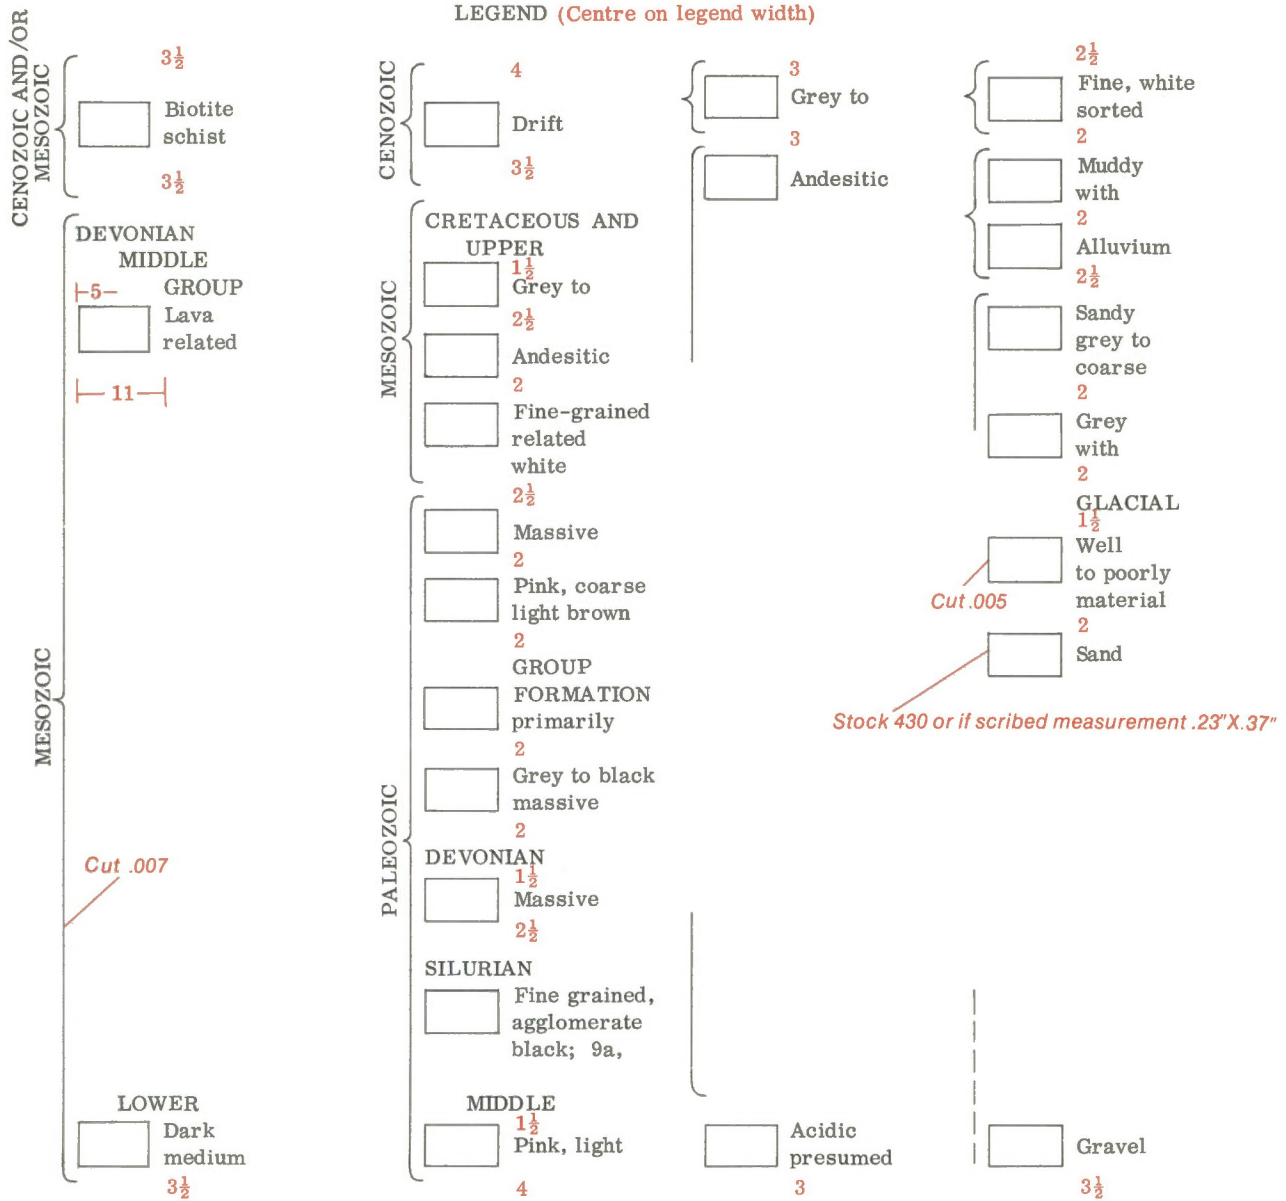 LEGEND (Centre on legend width)
CENOZOIC AND/OR
MESOZOIC
3½
Biotite
schist
3½
MESOZOIC
DEVONIAN
MIDDLE
GROUP
5
Lava
related
11
Cut .007
LOWER
Dark
medium
3½
CENOZOIC
4
Drift
3½
MESOZOIC
CRETACEOUS AND
UPPER
1½
Grey to
2½
Andesitic
2
Fine-grained
related
white
2½
PALEOZOIC
Massive
2
Pink, coarse
light brown
2
GROUP
FORMATION
primarily
2
Grey to black
massive
2
DEVONIAN
1½
Massive
2½
SILURIAN
Fine grained,
agglomerate
black; 9a,
MIDDLE
1½
Pink, light
4
3
Grey to
3
Andesitic
Acidic
presumed
3
2½
Fine, white
sorted
2
Muddy
with
2
Alluvium
2½
Sandy
grey to
coarse
2
Grey
with
2
GLACIAL
1½
Well
to poorly
material
Cut .005
2
Sand
Stock 430 or if scribed measurement .23"X.37"
Gravel
3½